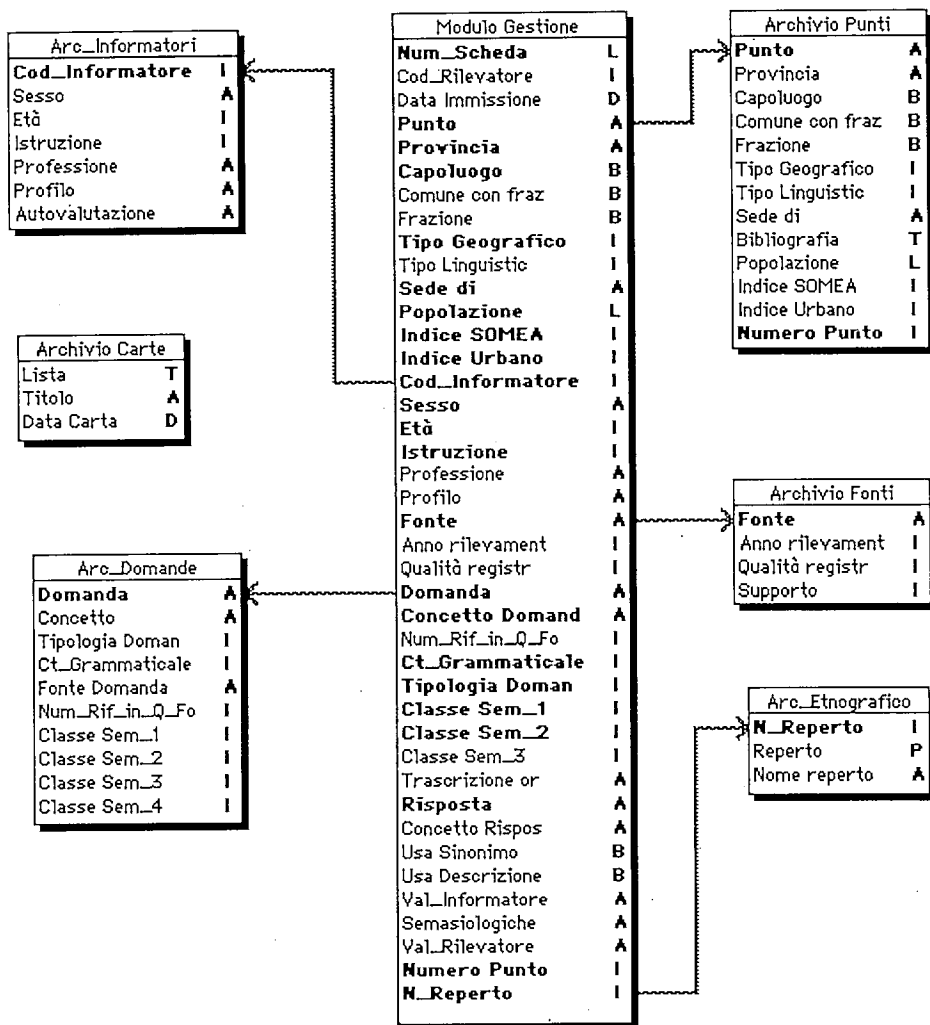 Arc_Informatori
Cod_Informatore I
Sesso A
Età I
Istruzione I
Professione A
Profilo A
Autovalutazione A
Archivio Carte
Lista T
Titolo A
Data Carta D
Arc_Domande
Domanda A
Concetto A
Tipologia Doman I
Ct_Grammaticale I
Fonte Domanda A
Num_Rif_in_Q_Fo I
Classe Sem_1 I
Classe Sem_2 I
Classe Sem_3 I
Classe Sem_4 I
Modulo Gestione
Num_Scheda L
Cod_Rilevatore I
Data Immissione D
Punto A
Provincia A
Capoluogo B
Comune con fraz B
Frazione B
Tipo Geografico I
Tipo Linguistic I
Sede di A
Popolazione L
Indice SOMEA I
Indice Urbano I
Cod_Informatore I
Sesso A
Età I
Istruzione I
Professione A
Profilo A
Fonte A
Anno rilevament I
Qualità registr I
Domanda A
Concetto Domand A
Num_Rif_in_Q_Fo I
Ct_Grammaticale I
Tipologia Doman I
Classe Sem_1 I
Classe Sem_2 I
Classe Sem_3 I
Trascrizione or A
Risposta A
Concetto Rispos A
Usa Sinonimo B
Usa Descrizione B
Val_Informatore A
Semasiologiche A
Val_Rilevatore A
Numero Punto I
N_Reperto I
Archivio Punti
Punto A
Provincia A
Capoluogo B
Comune con fraz B
Frazione B
Tipo Geografico I
Tipo Linguistic I
Sede di A
Bibliografia T
Popolazione L
Indice SOMEA I
Indice Urbano I
Numero Punto I
Archivio Fonti
Fonte A
Anno rilevament I
Qualità registr I
Supporto I
Arc_Etnografico
N_Reperto I
Reperto P
Nome reperto A